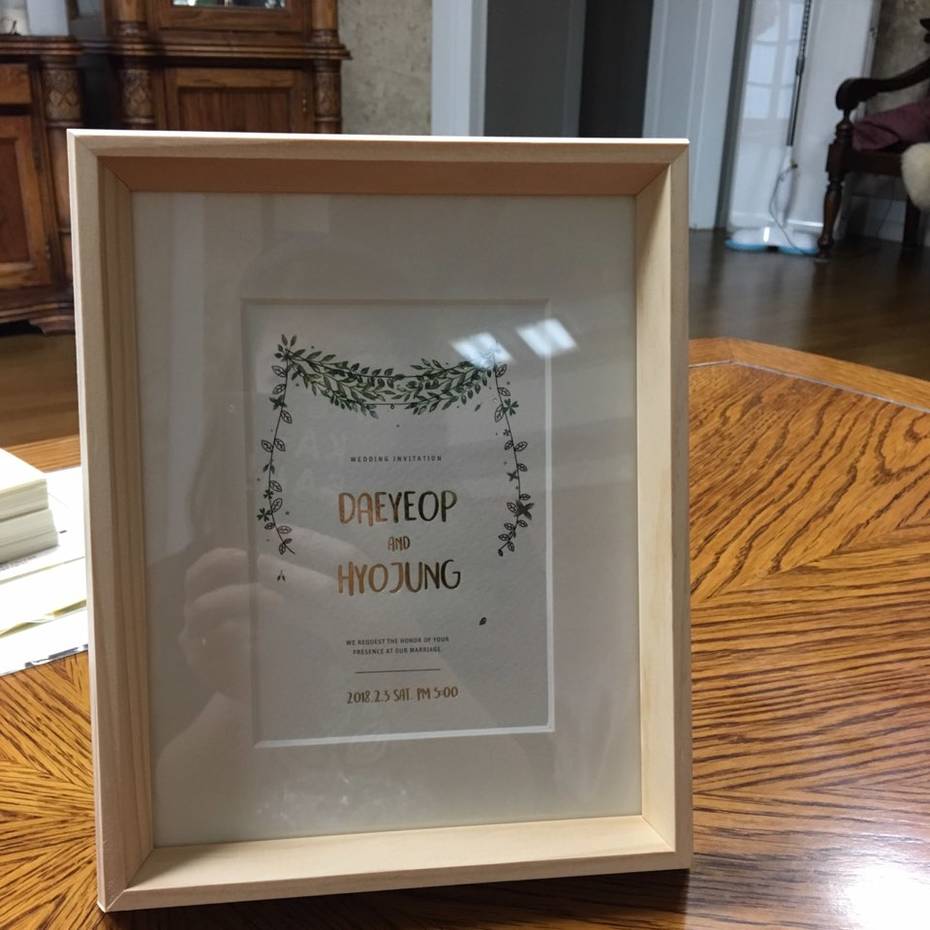 WEDDING INVITATION
DAEYEOP
AND
HYOJUNG
WE REQUEST THE HONOR OF YOUR
PRESENCE AT OUR MARRIAGE
2018.2.3 SAT. PM 5:00